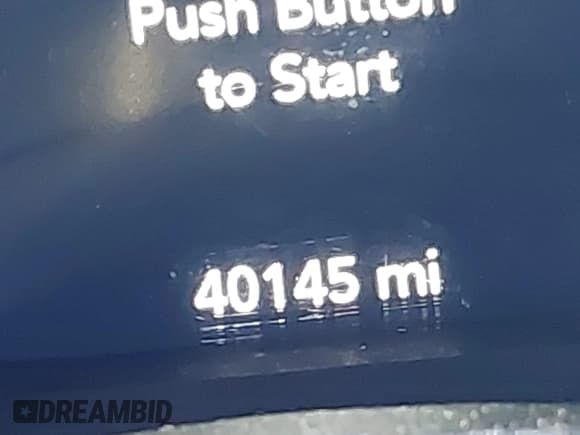 Push Button
to Start
40145 mi
DREAMBID